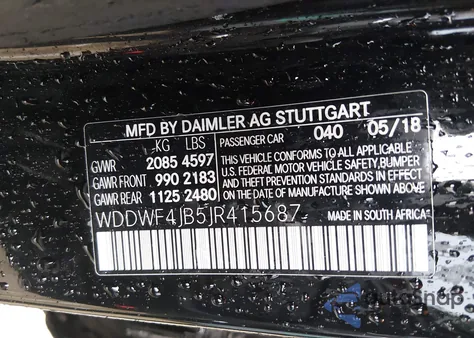 MFD BY DAIMLER AG STUTTGART
KG LBS
GVWR 2085 4597
GAWR FRONT 990 2183
GAWR REAR 1125 2480
PASSENGER CAR 040 05/18
THIS VEHICLE CONFORMS TO ALL APPLICABLE
U.S. FEDERAL MOTOR VEHICLE SAFETY,BUMPER
AND THEFT PREVENTION STANDARDS IN EFFECT
ON THE DATE OF MANUFACTURE SHOWN ABOVE.
WDDWF4JB5JR415687
MADE IN SOUTH AFRICA
autosnap